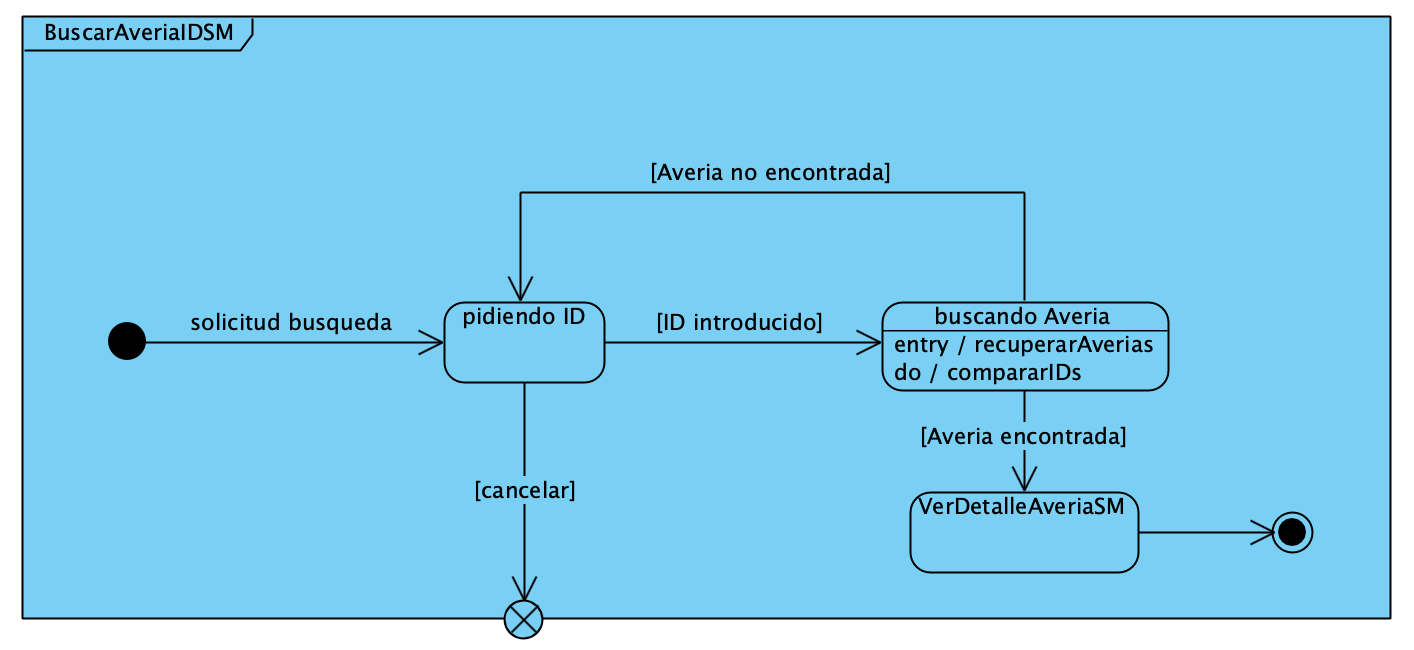 BuscarAveriaIDSM
[Averia no encontrada]
solicitud busqueda
pidiendo ID
[ID introducido]
buscando Averia
entry / recuperarAverias
do / compararIDs
[Averia encontrada]
[cancelar]
VerDetalleAveriaSM